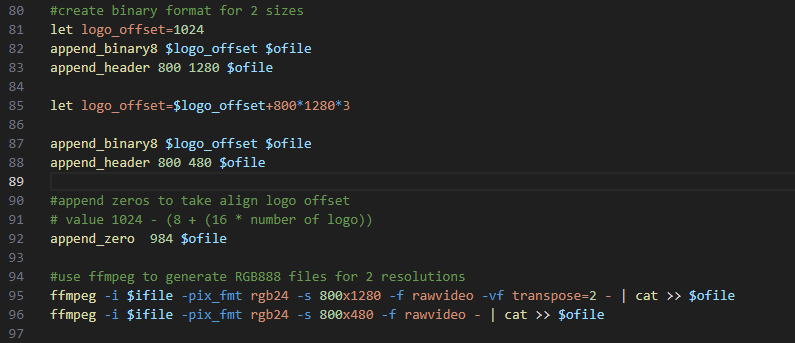 80 #create binary format for 2 sizes
81 let logo_offset=1024
82 append_binary8 $logo_offset $ofile
83 append_header 800 1280 $ofile
84
85 let logo_offset=$logo_offset+800*1280*3
86
87 append_binary8 $logo_offset $ofile
88 append_header 800 480 $ofile
89
90 #append zeros to take align logo offset
91 # value 1024 - (8 + (16 * number of logo))
92 append_zero  984 $ofile
93
94 #use ffmpeg to generate RGB888 files for 2 resolutions
95 ffmpeg -i $ifile -pix_fmt rgb24 -s 800x1280 -f rawvideo -vf transpose=2 - | cat >> $ofile
96 ffmpeg -i $ifile -pix_fmt rgb24 -s 800x480 -f rawvideo - | cat >> $ofile
97